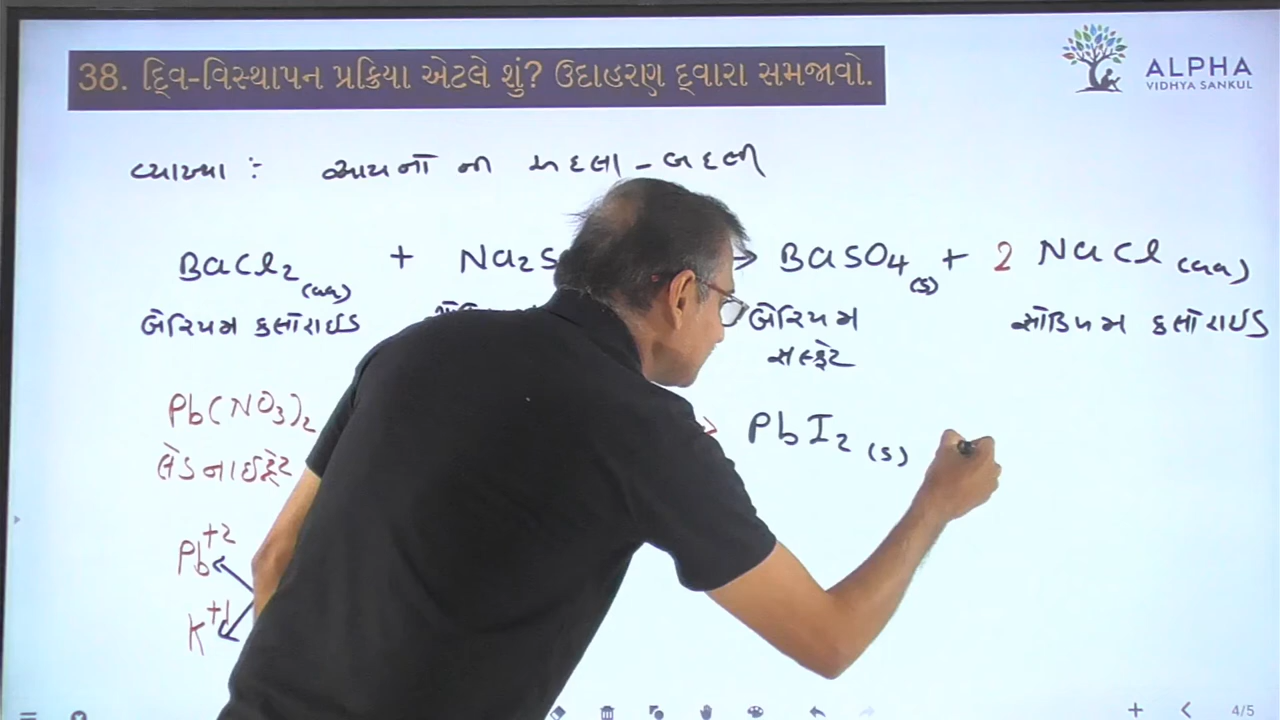 38. દ્વિ-વિસ્થાપન પ્રક્રિયા એટલે શું? ઉદાહરણ દ્વારા સમજાવો.
ALPHA
VIDHYA SANKUL
વ્યાખ્યા : આયનોની અદલા-બદલી
BaCl₂(aq) + Na₂S → BaSO₄(s) + 2 NaCl(aq)
બેરિયમ ક્લોરાઈડ બેરિયમ સોડિયમ ક્લોરાઈડ
સલ્ફેટ
Pb(NO₃)₂ → PbI₂(s)
લેડ નાઈટ્રેટ
Pb⁺²
K⁺¹
4/5